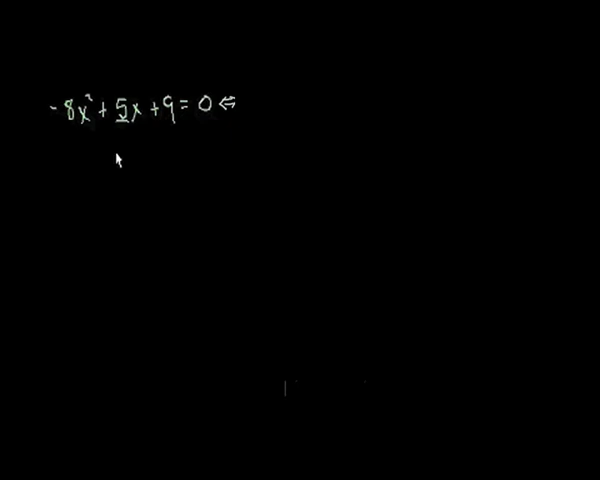 -8x² + 5x + 9 = 0 ⇔